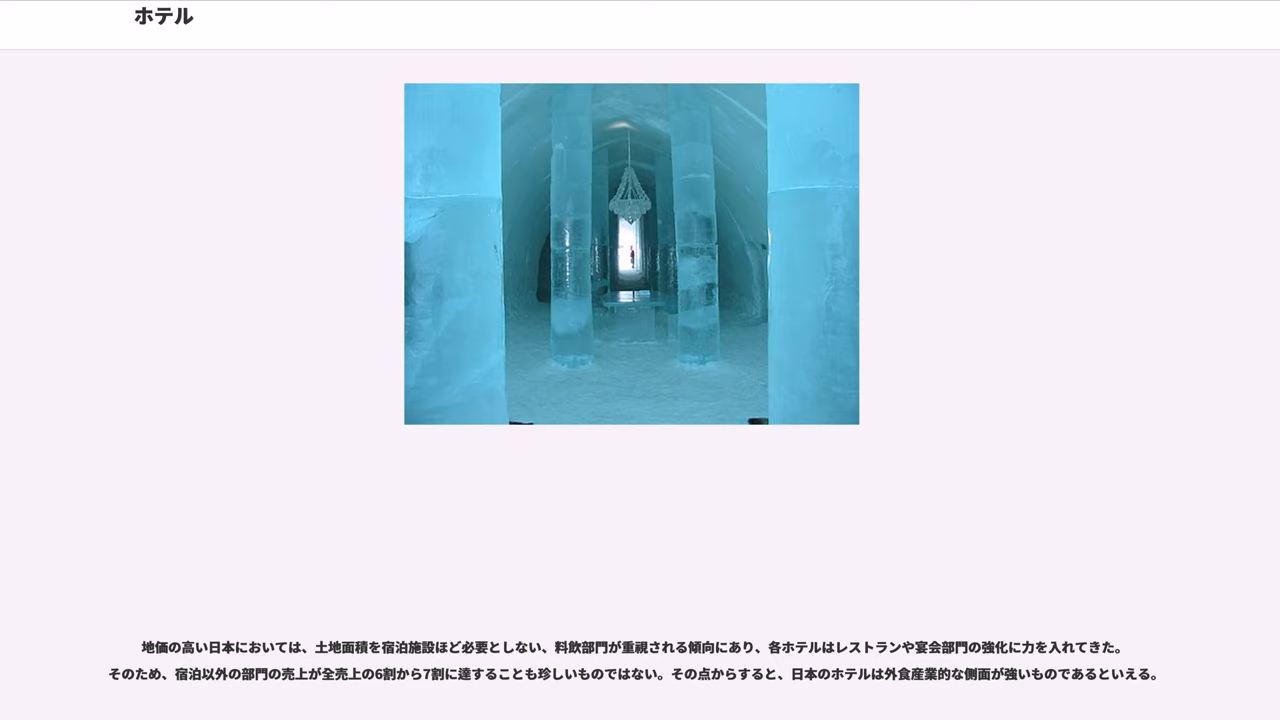 ホテル
地価の高い日本においては、土地面積を宿泊施設ほど必要としない、料飲部門が重視される傾向にあり、各ホテルはレストランや宴会部門の強化に力を入れてきた。
そのため、宿泊以外の部門の売上が全売上の6割から7割に達することも珍しいものではない。その点からすると、日本のホテルは外食産業的な側面が強いものであるといえる。